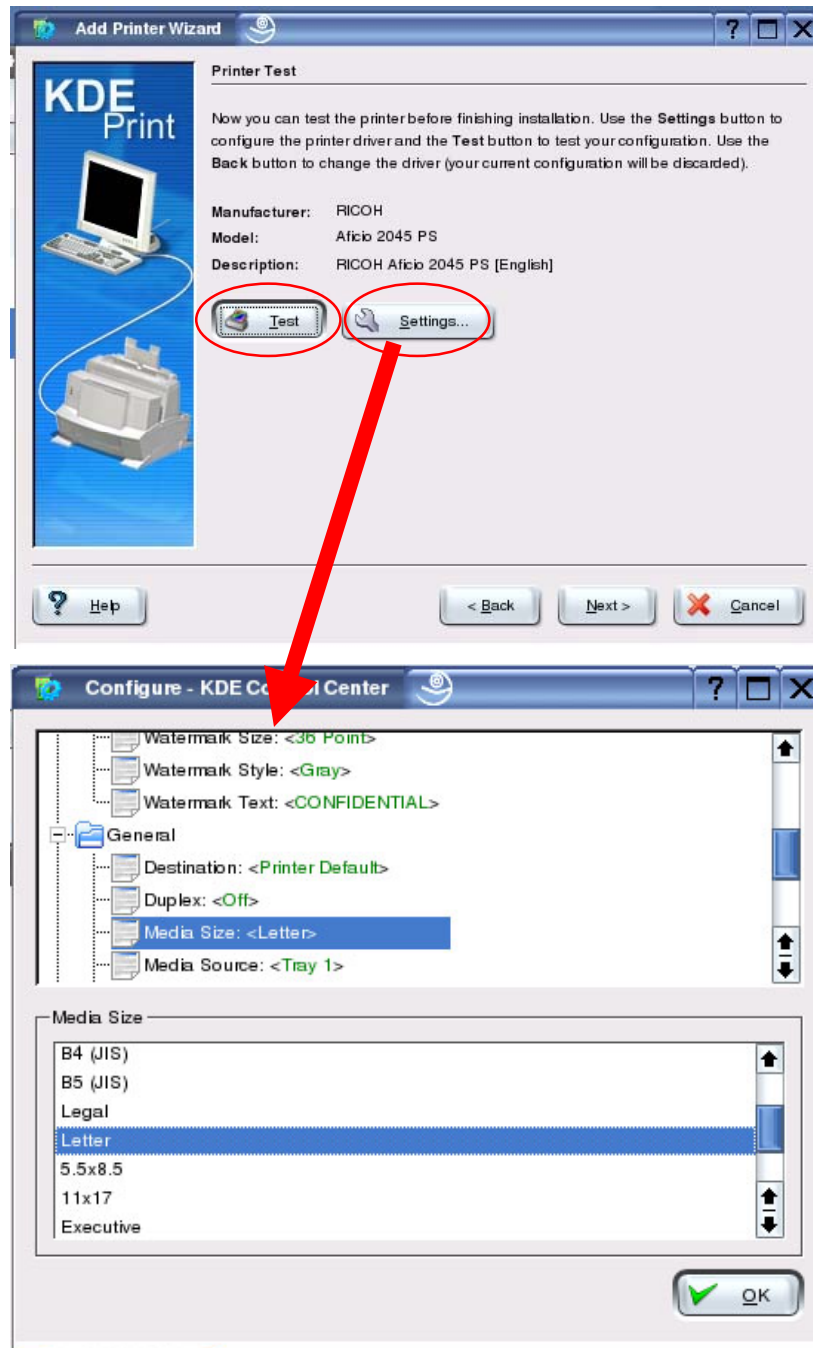 Add Printer Wizard
KDE
Print
Printer Test
Now you can test the printer before finishing installation. Use the Settings button to
configure the printer driver and the Test button to test your configuration. Use the
Back button to change the driver (your current configuration will be discarded).
Manufacturer: RICOH
Model: Aficio 2045 PS
Description: RICOH Aficio 2045 PS [English]
Test Settings...
? Help < Back Next > Cancel
Configure - KDE Control Center
Watermark Size: <36 Point>
Watermark Style: <Gray>
Watermark Text: <CONFIDENTIAL>
General
Destination: <Printer Default>
Duplex: <Off>
Media Size: <Letter>
Media Source: <Tray 1>
Media Size
B4 (JIS)
B5 (JIS)
Legal
Letter
5.5x8.5
11x17
Executive
OK